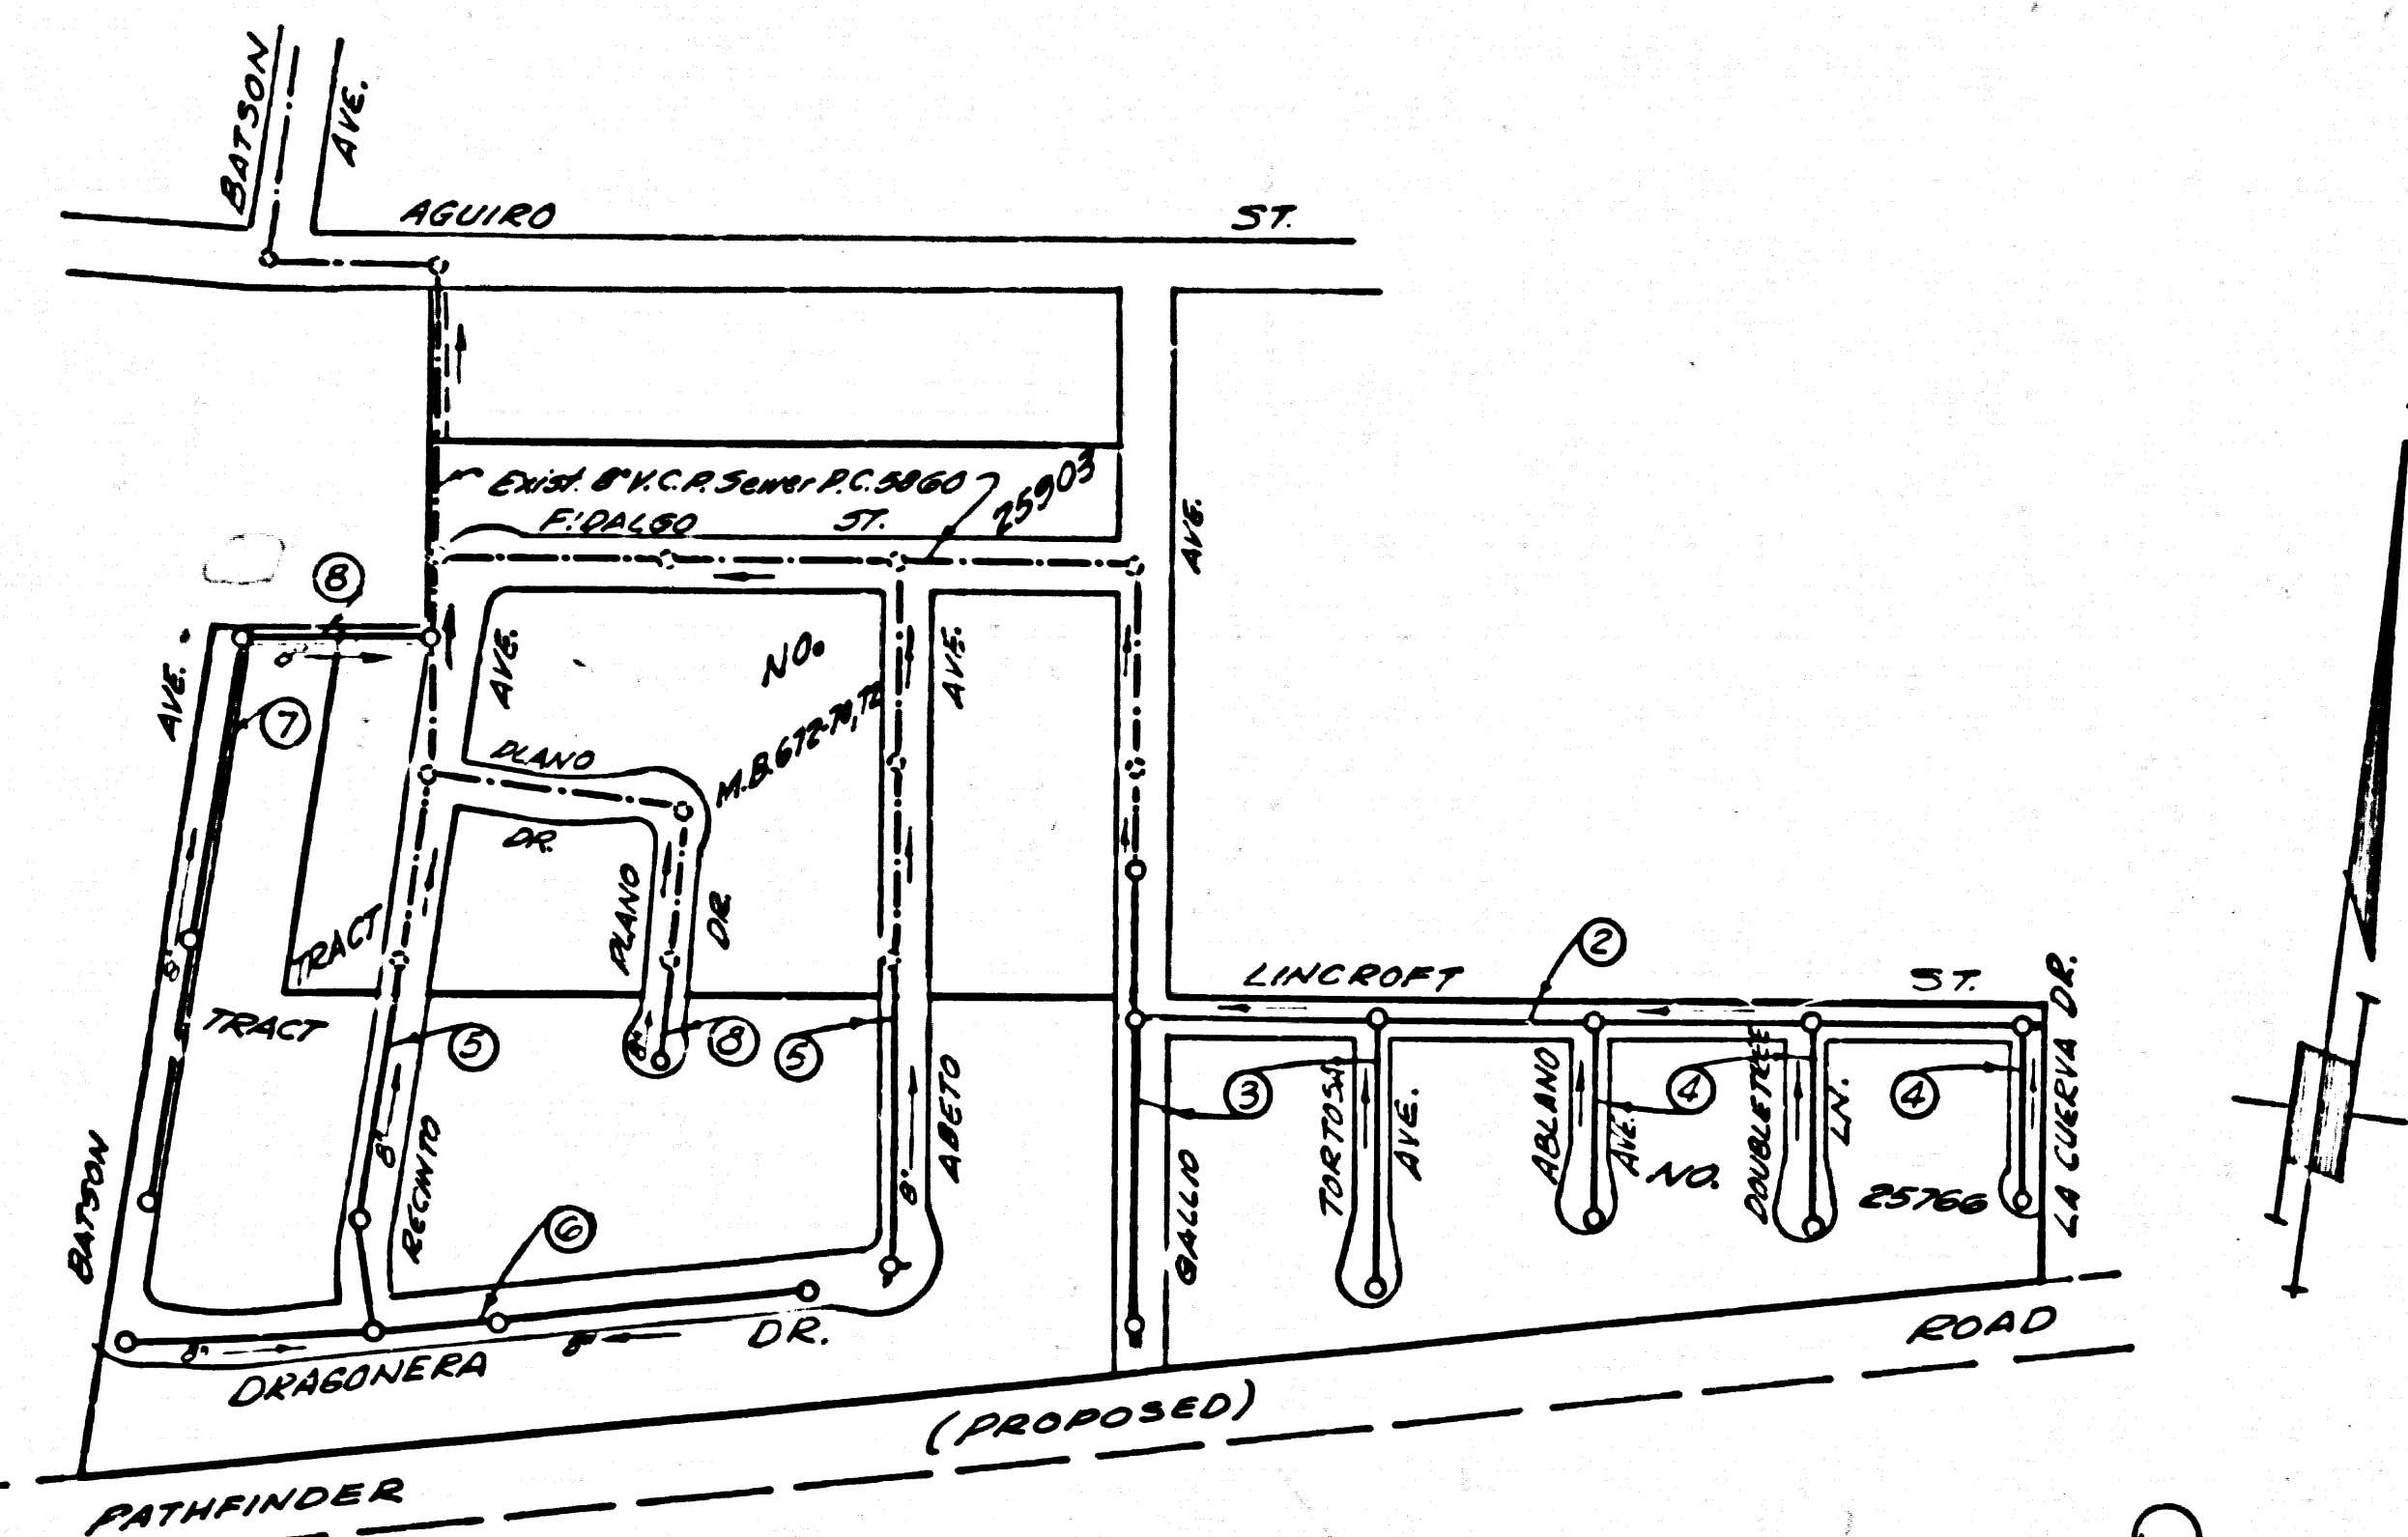 BATSON
AVE.
AGUIRO ST.
Exist. 8" V.C.P. Sewer P.C. 5860
25903
FIDALGO ST.
AVE.
8
8"
AVE.
7
AVE.
NO.
AVE.
PLANO
DR.
PLANO
DR.
TRACT
8"
TRACT
5
8"
8
5
ABETO
8"
LINCROFT ST.
2
LA CUERVA DR.
3
TORTOSA
AVE.
ABLANO
AVE.
4
DOUBLETREE
LN.
4
NO.
25766
GALLIO
BATSON
8"
RECINTO
6
8"
8"
DRAGONERA DR.
PATHFINDER (PROPOSED) ROAD